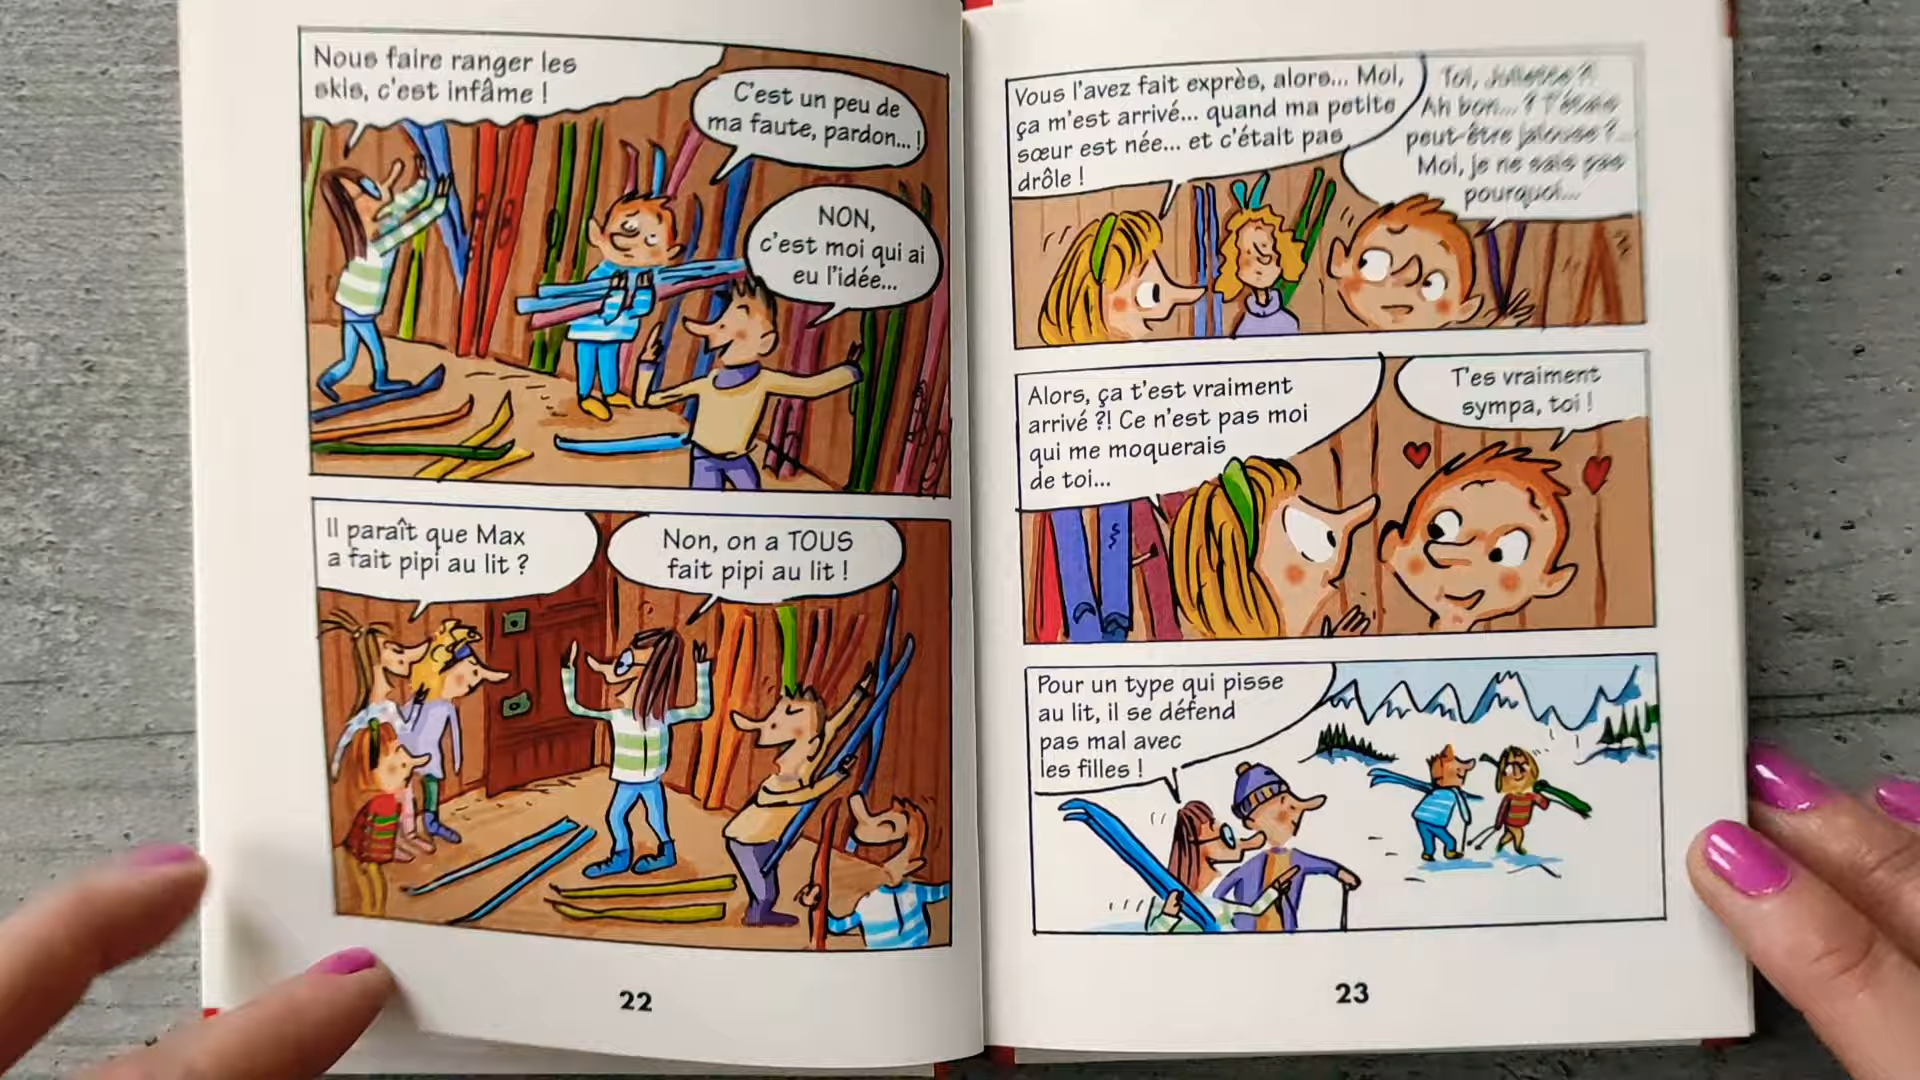 Nous faire ranger les
skis, c'est infâme !
C'est un peu de
ma faute, pardon... !
NON,
c'est moi qui ai
eu l'idée...
Il paraît que Max
a fait pipi au lit ?
Non, on a TOUS
fait pipi au lit !
22
Vous l'avez fait exprès, alors... Moi,
ça m'est arrivé... quand ma petite
sœur est née... et c'était pas
drôle !
Toi,
Ah bon... ? T'étais
peut-être jalouse ?
Moi, je ne sais pas
pourquoi...
Alors, ça t'est vraiment
arrivé ?! Ce n'est pas moi
qui me moquerais
de toi...
T'es vraiment
sympa, toi !
Pour un type qui pisse
au lit, il se défend
pas mal avec
les filles !
23